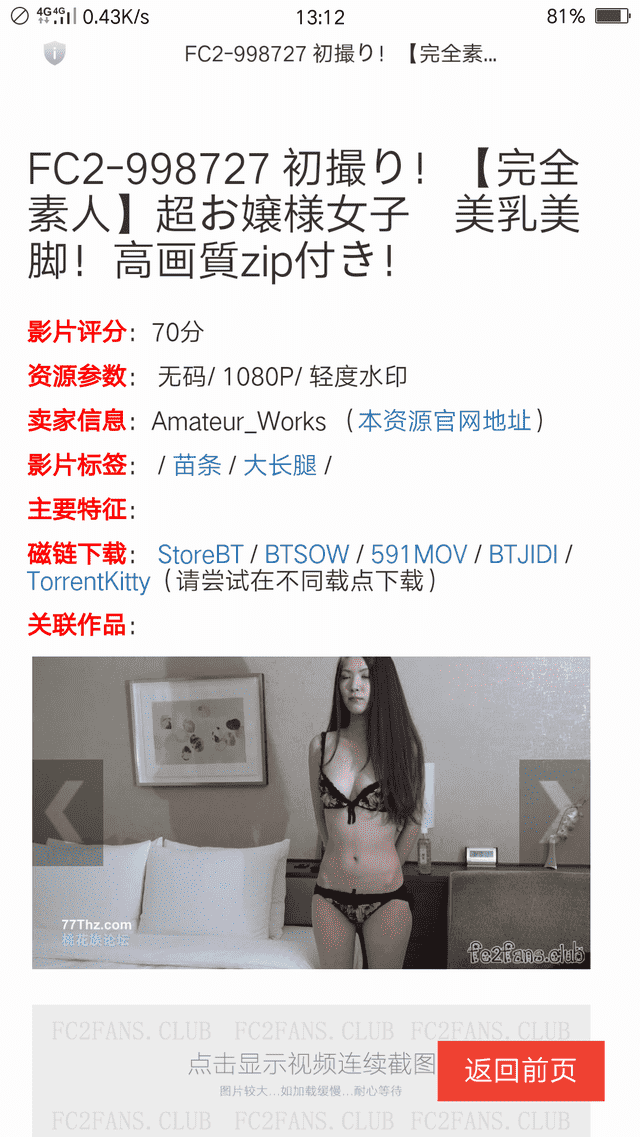 4G 4G 0.43K/s 13:12 81%
FC2-998727 初撮り！【完全素...
FC2-998727 初撮り！【完全
素人】超お嬢様女子　美乳美
脚！高画質zip付き！
影片评分：70分
资源参数： 无码/ 1080P/ 轻度水印
卖家信息：Amateur_Works （本资源官网地址）
影片标签： / 苗条 / 大长腿 /
主要特征：
磁链下载： StoreBT / BTSOW / 591MOV / BTJIDI /
TorrentKitty（请尝试在不同载点下载）
关联作品：
77Thz.com
桃花族论坛
fc2fans.club
FC2FANS.CLUB FC2FANS.CLUB FC2FANS.CLUB
点击显示视频连续截图
返回前页
图片较大...如加载缓慢...耐心等待
FC2FANS.CLUB FC2FANS.CLUB FC2FANS.CLUB